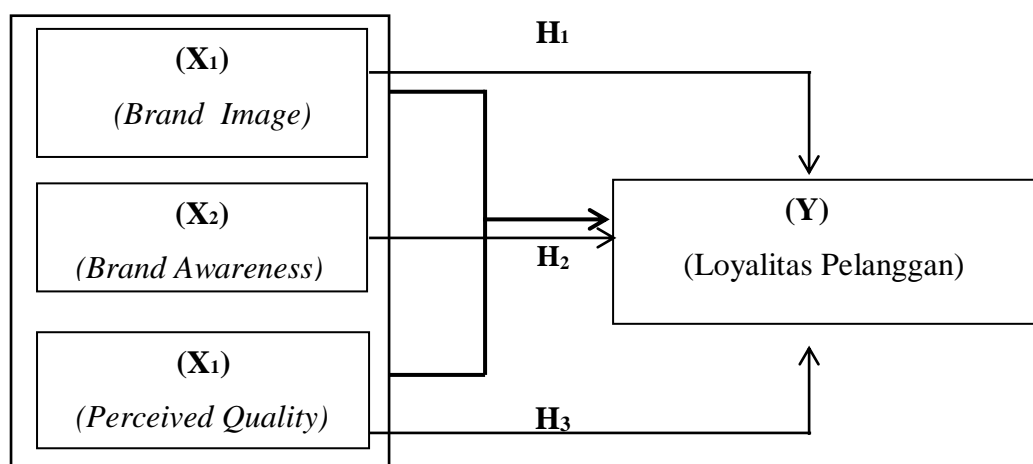 H₁
(X₁)
(Brand Image)
(X₂)
(Brand Awareness)
H₂
(Y)
(Loyalitas Pelanggan)
(X₁)
(Perceived Quality)
H₃